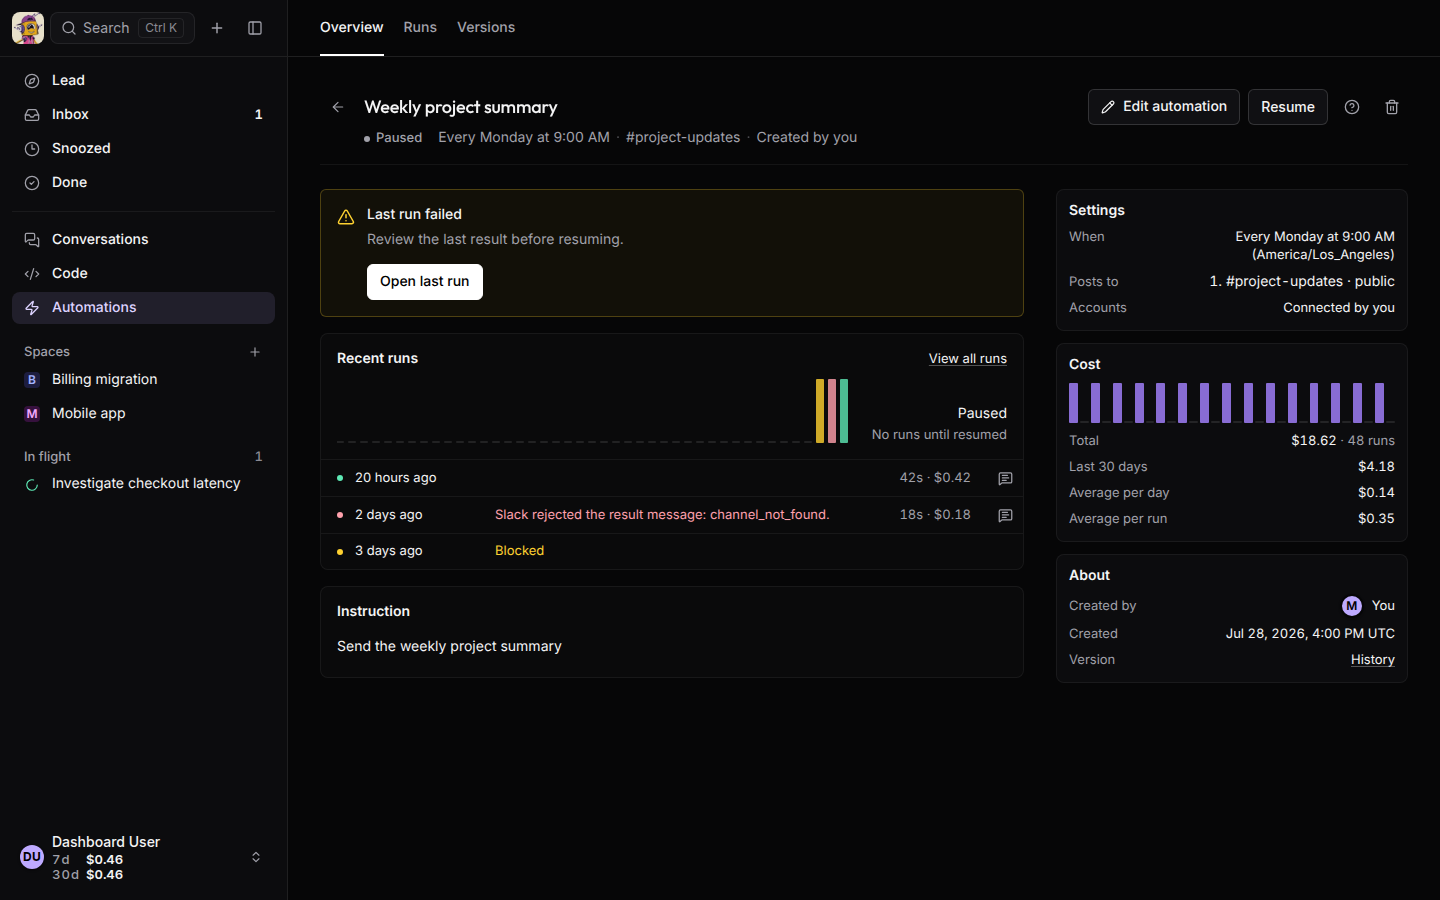 Search Ctrl K
Lead
Inbox 1
Snoozed
Done
Conversations
Code
Automations
Spaces
B Billing migration
M Mobile app
In flight 1
Investigate checkout latency
DU Dashboard User
7d $0.46
30d $0.46
Overview Runs Versions
Weekly project summary
Edit automation Resume
Paused Every Monday at 9:00 AM · #project-updates · Created by you
Last run failed
Review the last result before resuming.
Open last run
Recent runs View all runs
Paused
No runs until resumed
20 hours ago 42s · $0.42
2 days ago Slack rejected the result message: channel_not_found. 18s · $0.18
3 days ago Blocked
Instruction
Send the weekly project summary
Settings
When Every Monday at 9:00 AM
(America/Los_Angeles)
Posts to 1. #project-updates · public
Accounts Connected by you
Cost
Total $18.62 · 48 runs
Last 30 days $4.18
Average per day $0.14
Average per run $0.35
About
Created by M You
Created Jul 28, 2026, 4:00 PM UTC
Version History